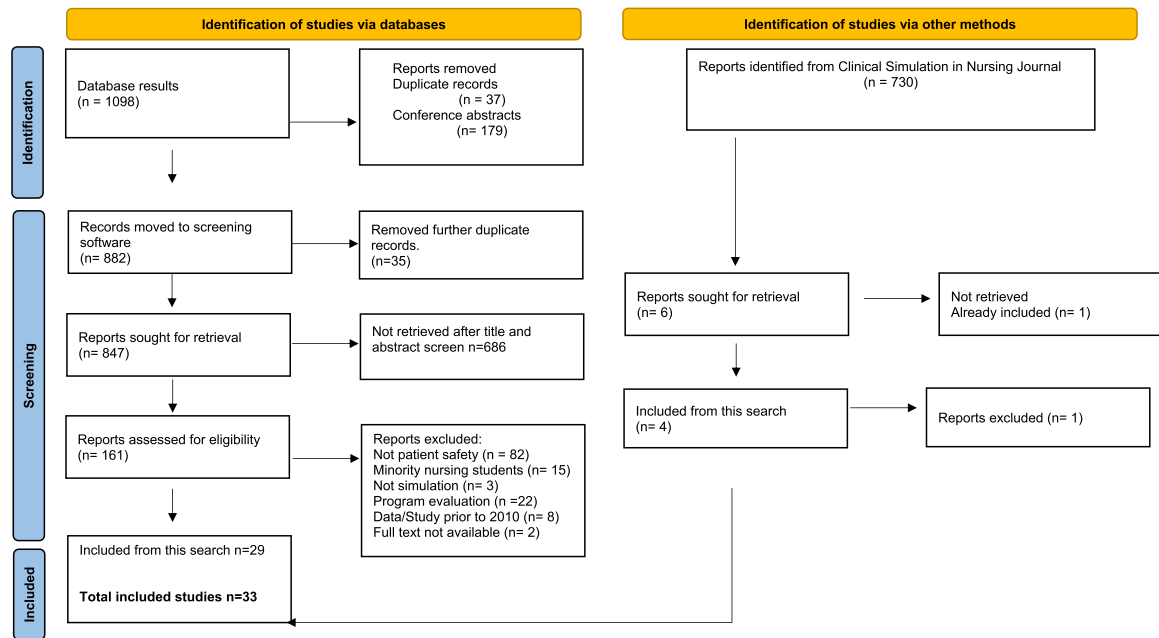 Identification of studies via databases
Identification of studies via other methods
Identification
Database results
(n = 1098)
Reports removed
Duplicate records
(n = 37)
Conference abstracts
(n= 179)
Reports identified from Clinical Simulation in Nursing Journal
(n = 730)
Screening
Records moved to screening
software
(n= 882)
Removed further duplicate
records.
(n=35)
Reports sought for retrieval
(n= 847)
Not retrieved after title and
abstract screen n=686
Reports sought for retrieval
(n= 6)
Not retrieved
Already included (n= 1)
Reports assessed for eligibility
(n= 161)
Reports excluded:
Not patient safety (n = 82)
Minority nursing students (n= 15)
Not simulation (n= 3)
Program evaluation (n =22)
Data/Study prior to 2010 (n= 8)
Full text not available (n= 2)
Included from this search
(n= 4)
Reports excluded (n= 1)
Included
Included from this search n=29
Total included studies n=33